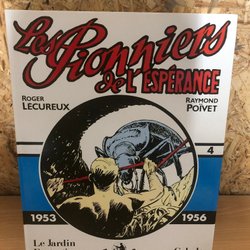 Les Pionniers
de L'ESPÉRANCE
ROGER
LECUREUX
RAYMOND
POÏVET
4
1953
1956
Le Jardin